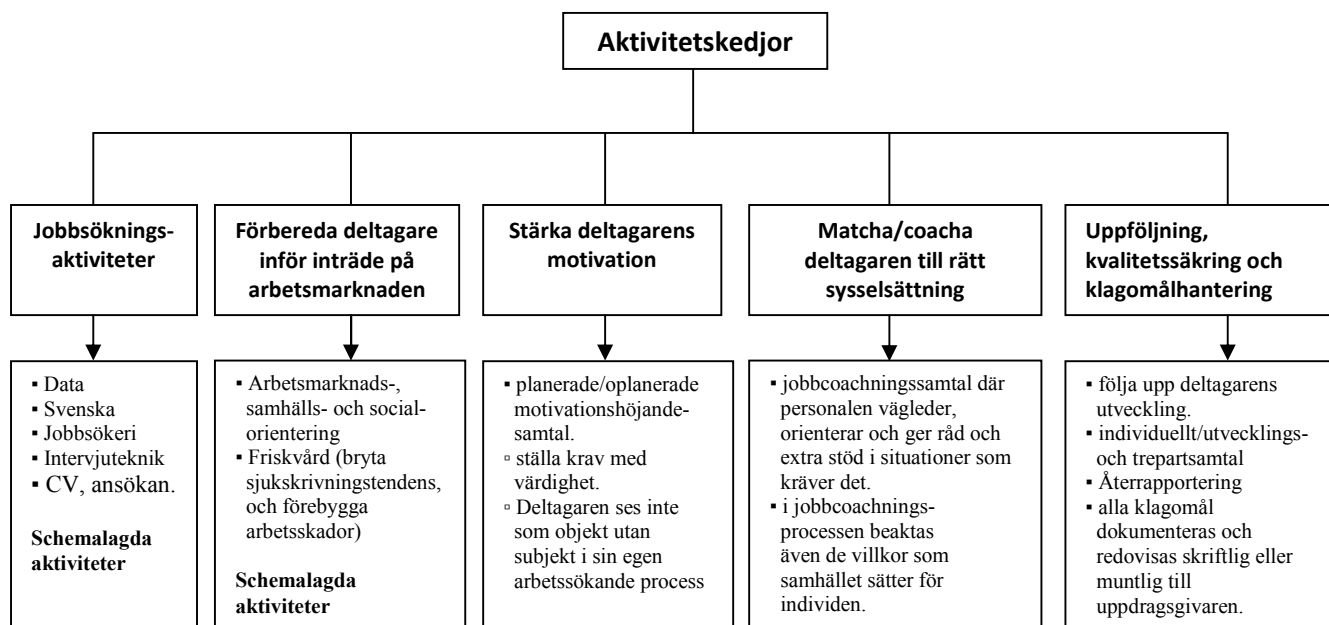 Aktivitetskedjor
Jobbsöknings-
aktiviteter
Förbereda deltagare
inför inträde på
arbetsmarknaden
Stärka deltagarens
motivation
Matcha/coacha
deltagaren till rätt
sysselsättning
Uppföljning,
kvalitetssäkring och
klagomålhantering
▪ Data
▪ Svenska
▪ Jobbsökeri
▪ Intervjuteknik
▪ CV, ansökan.
Schemalagda
aktiviteter
▪ Arbetsmarknads-,
samhälls- och social-
orientering
▪ Friskvård (bryta
sjukskrivningstendens,
och förebygga
arbetsskador)
Schemalagda
aktiviteter
▪ planerade/oplanerade
motivationshöjande-
samtal.
▫ ställa krav med
värdighet.
▫ Deltagaren ses inte
som objekt utan
subjekt i sin egen
arbetssökande process
▪ jobbcoachningssamtal där
personalen vägleder,
orienterar och ger råd och
extra stöd i situationer som
kräver det.
▪ i jobbcoachnings-
processen beaktas
även de villkor som
samhället sätter för
individen.
▪ följa upp deltagarens
utveckling.
▪ individuellt/utvecklings-
och trepartsamtal
▪ Återrapportering
▪ alla klagomål
dokumenteras och
redovisas skriftlig eller
muntlig till
uppdragsgivaren.